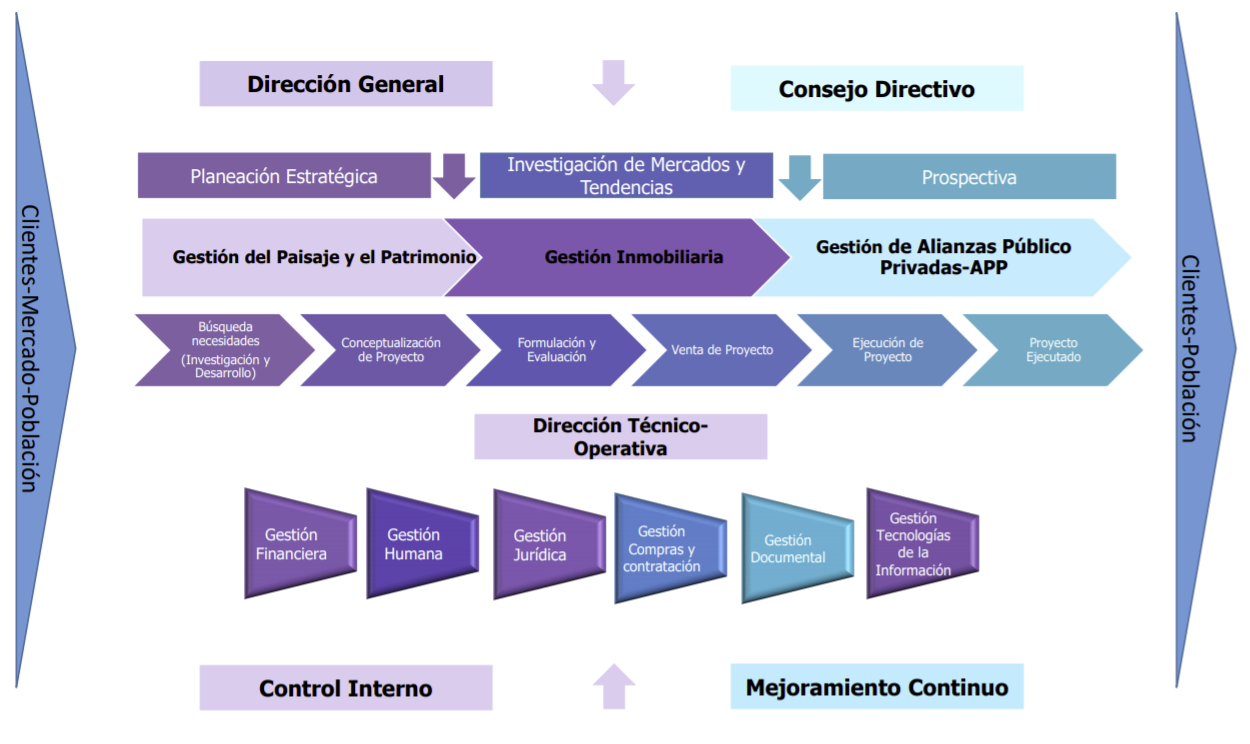 Dirección General
Consejo Directivo
Planeación Estratégica
Investigación de Mercados y
Tendencias
Prospectiva
Clientes-Mercado-Población
Gestión del Paisaje y el Patrimonio
Gestión Inmobiliaria
Gestión de Alianzas Público
Privadas-APP
Clientes-Población
Búsqueda
necesidades
(Investigación y
Desarrollo)
Conceptualización
de Proyecto
Formulación y
Evaluación
Venta de Proyecto
Ejecución de
Proyecto
Proyecto
Ejecutado
Dirección Técnico-
Operativa
Gestión
Financiera
Gestión
Humana
Gestión
Jurídica
Gestión
Compras y
contratación
Gestión
Documental
Gestión
Tecnologías
de la
Información
Control Interno
Mejoramiento Continuo